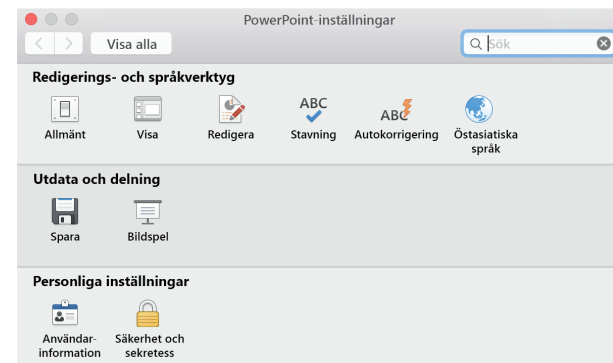 PowerPoint-inställningar
Visa alla
Sök
Redigerings- och språkverktyg
ABC
ABC
Allmänt Visa Redigera Stavning Autokorrigering Östasiatiska
språk
Utdata och delning
Spara Bildspel
Personliga inställningar
Användar- Säkerhet och
information sekretess